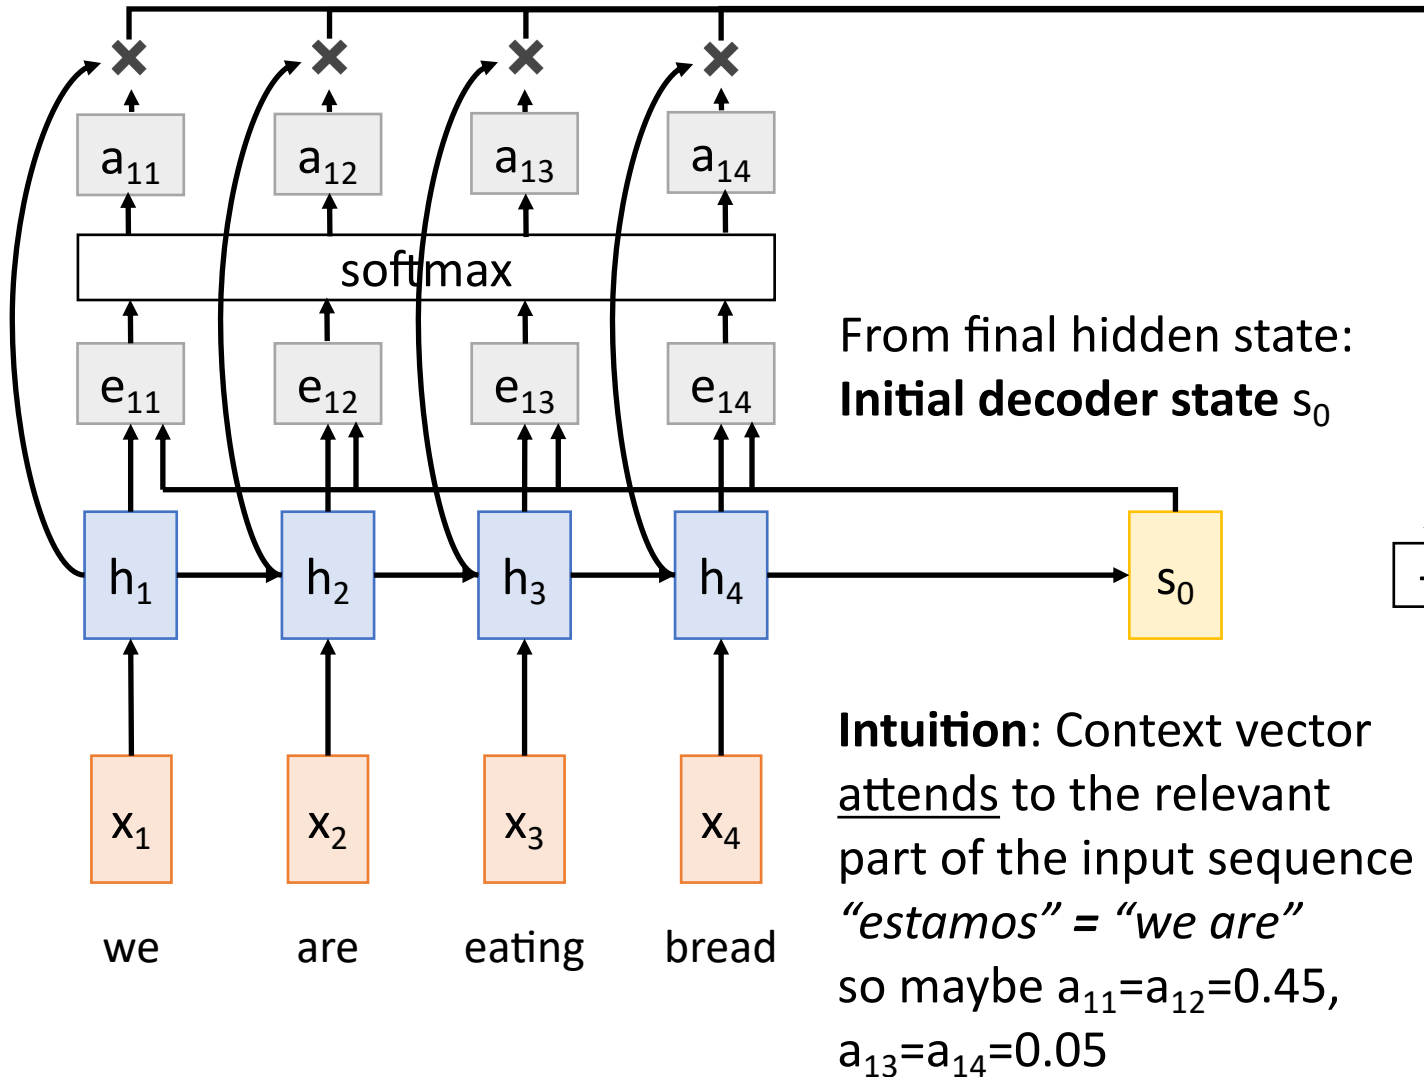 a₁₁ a₁₂ a₁₃ a₁₄
softmax
e₁₁ e₁₂ e₁₃ e₁₄
From final hidden state:
Initial decoder state s₀
h₁ h₂ h₃ h₄ s₀
Intuition: Context vector
attends to the relevant
part of the input sequence
“estamos” = “we are”
so maybe a₁₁=a₁₂=0.45,
a₁₃=a₁₄=0.05
x₁ x₂ x₃ x₄
we are eating bread